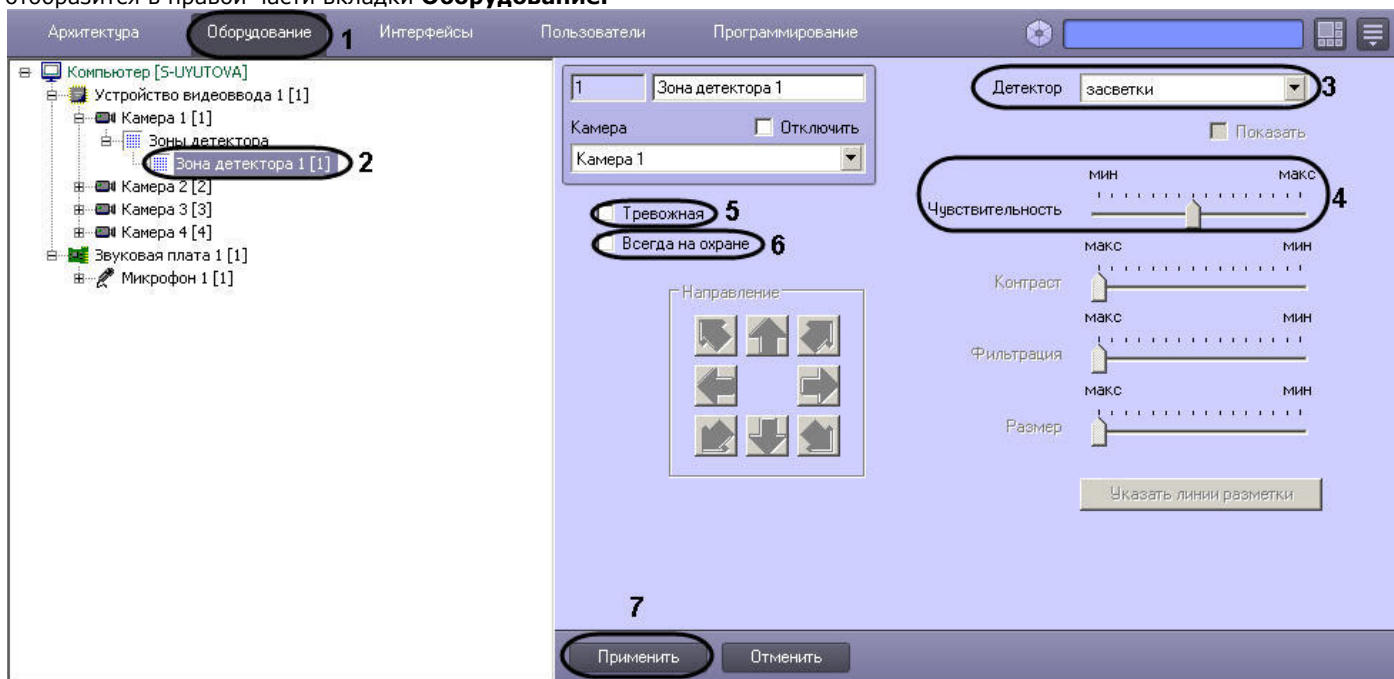 отобразится в правой части вкладки Оборудование.
Архитектура Оборудование 1 Интерфейсы Пользователи Программирование
Компьютер [S-UYUTOVA]
Устройство видеоввода 1 [1]
Камера 1 [1]
Зоны детектора
Зона детектора 1 [1] 2
Камера 2 [2]
Камера 3 [3]
Камера 4 [4]
Звуковая плата 1 [1]
Микрофон 1 [1]
1 Зона детектора 1
Камера Отключить
Камера 1
Тревожная 5
Всегда на охране 6
Направление
Детектор засветки 3
Показать
мин макс
Чувствительность 4
макс мин
Контраст
макс мин
Фильтрация
макс мин
Размер
Указать линии разметки
7
Применить Отменить